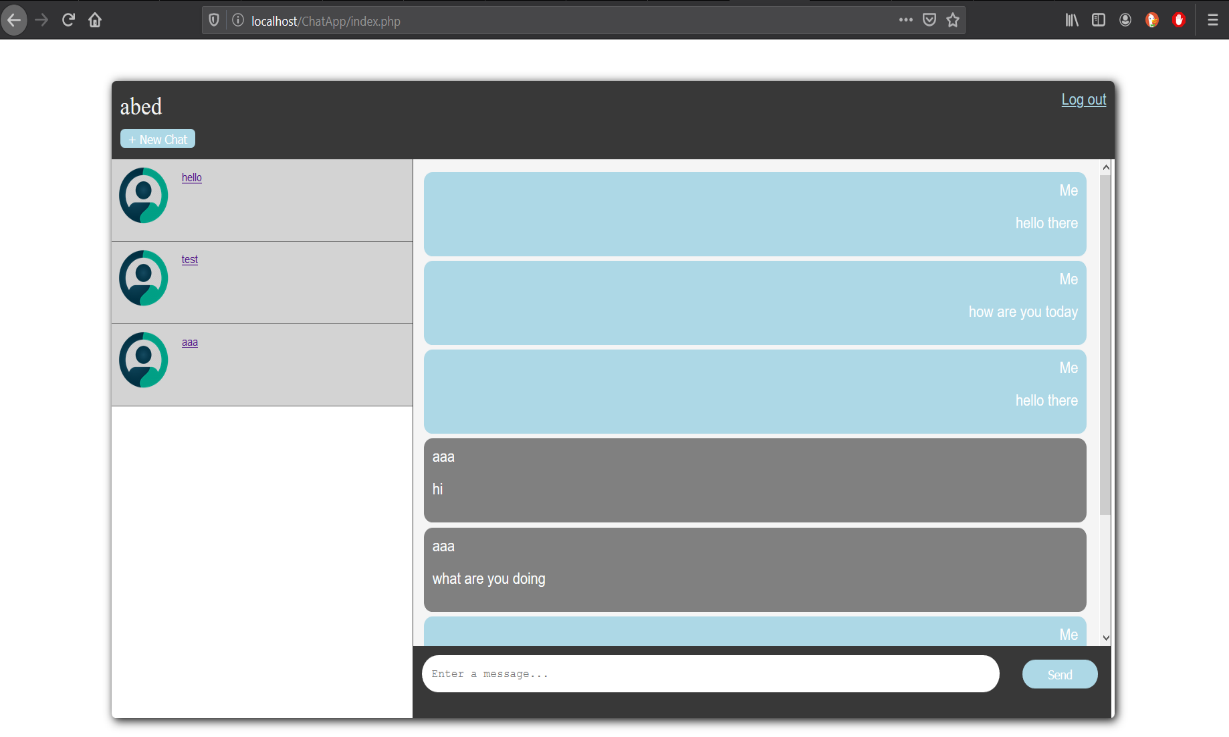 localhost/ChatApp/index.php
abed
Log out
+ New Chat
hello
test
aaa
Me
hello there
Me
how are you today
Me
hello there
aaa
hi
aaa
what are you doing
Me
Enter a message...
Send